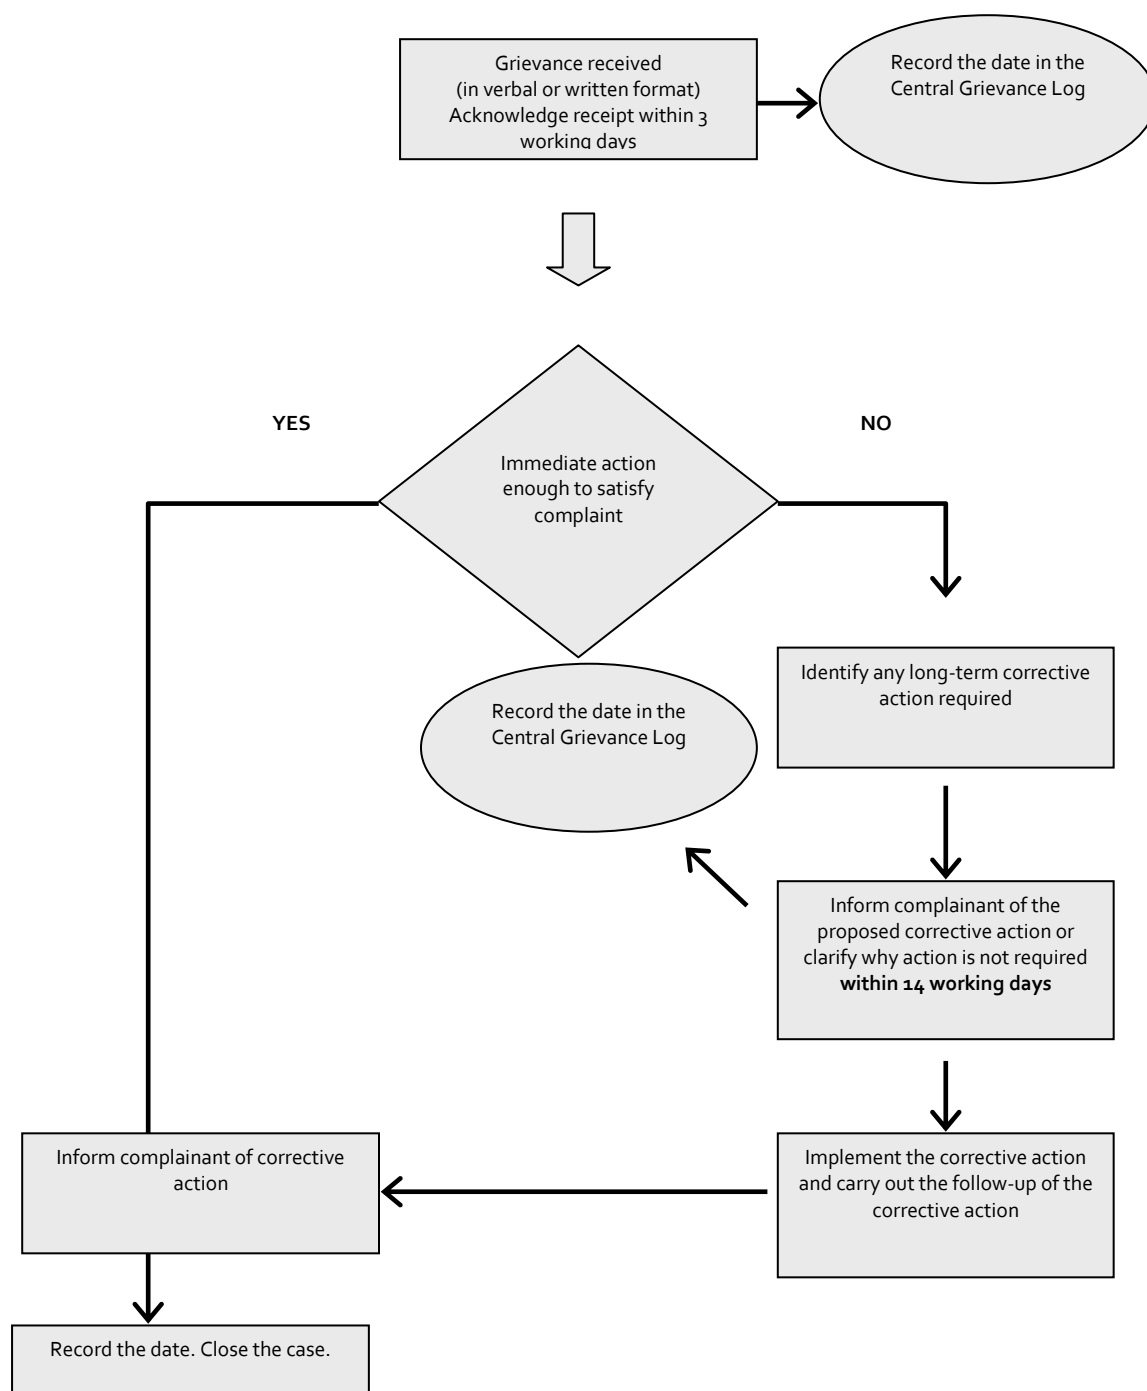 Grievance received
(in verbal or written format)
Acknowledge receipt within 3
working days
Record the date in the
Central Grievance Log
YES
NO
Immediate action
enough to satisfy
complaint
Identify any long-term corrective
action required
Record the date in the
Central Grievance Log
Inform complainant of the
proposed corrective action or
clarify why action is not required
within 14 working days
Inform complainant of corrective
action
Implement the corrective action
and carry out the follow-up of the
corrective action
Record the date. Close the case.